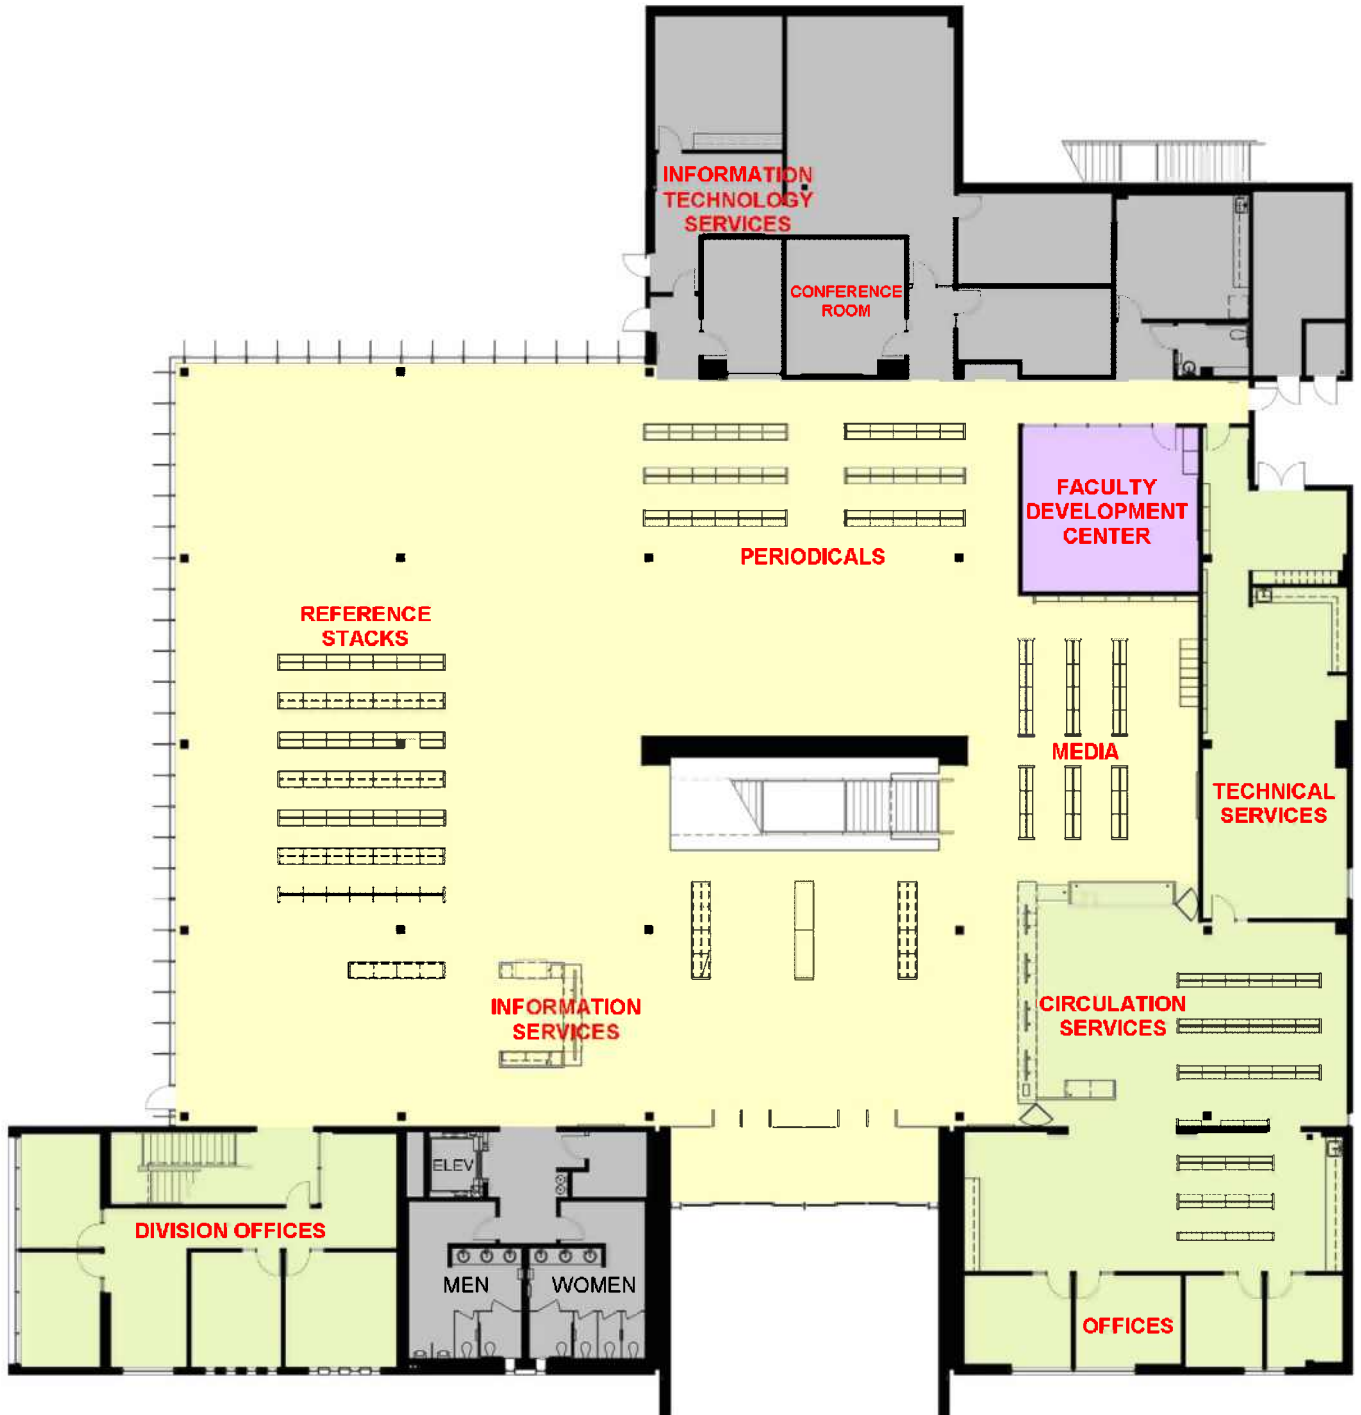 INFORMATION
TECHNOLOGY
SERVICES
CONFERENCE
ROOM
FACULTY
DEVELOPMENT
CENTER
PERIODICALS
REFERENCE
STACKS
MEDIA
TECHNICAL
SERVICES
INFORMATION
SERVICES
CIRCULATION
SERVICES
ELEV
DIVISION OFFICES
MEN
WOMEN
OFFICES